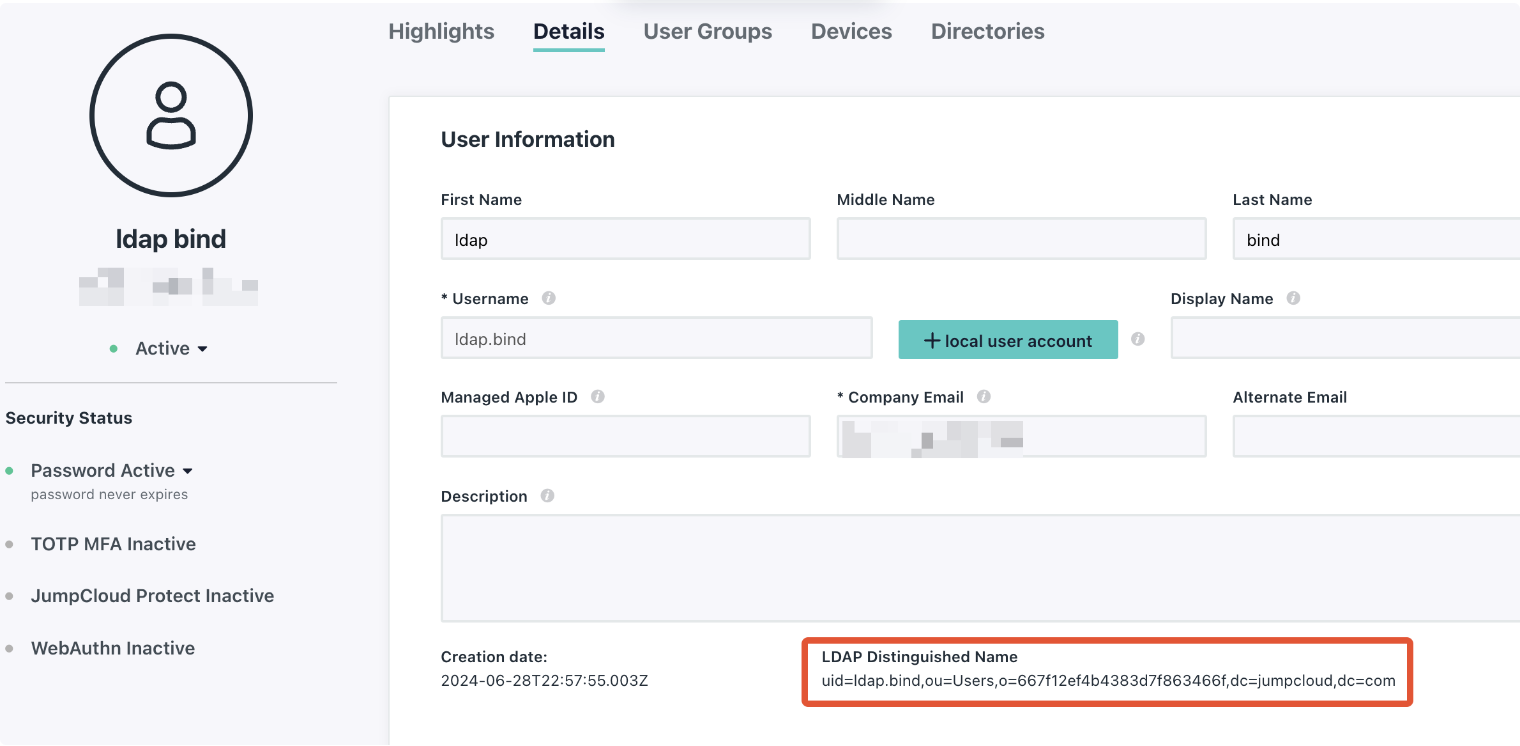 Highlights Details User Groups Devices Directories
ldap bind
Active
Security Status
Password Active
password never expires
TOTP MFA Inactive
JumpCloud Protect Inactive
WebAuthn Inactive
User Information
First Name Middle Name Last Name
ldap bind
* Username Display Name
ldap.bind + local user account
Managed Apple ID * Company Email Alternate Email
Description
Creation date: LDAP Distinguished Name
2024-06-28T22:57:55.003Z uid=ldap.bind,ou=Users,o=667f12ef4b4383d7f863466f,dc=jumpcloud,dc=com